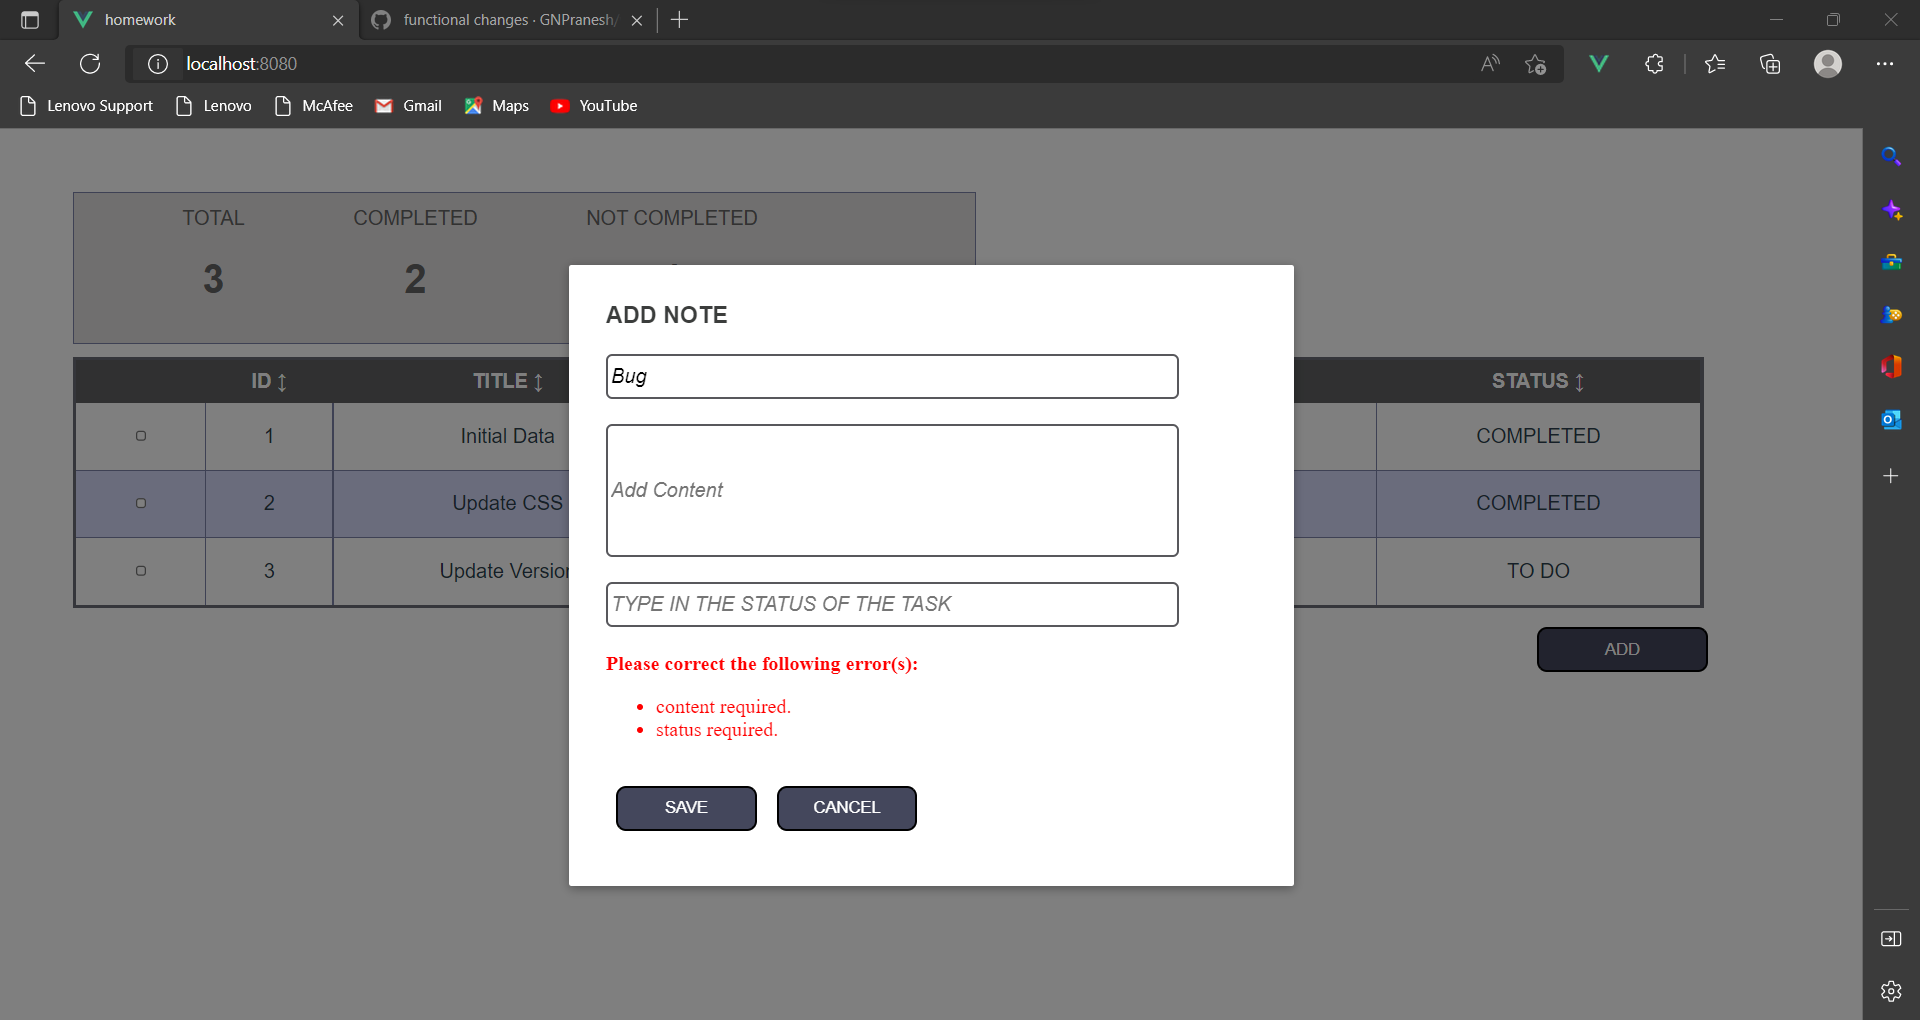 homework
functional changes · GNPranesh/
localhost:8080
Lenovo Support
Lenovo
McAfee
Gmail
Maps
YouTube
TOTAL COMPLETED NOT COMPLETED
3 2
ADD NOTE
Bug
Add Content
TYPE IN THE STATUS OF THE TASK
Please correct the following error(s):
• content required.
• status required.
SAVE CANCEL
ID↕ TITLE↕ STATUS↕
1 Initial Data COMPLETED
2 Update CSS COMPLETED
3 Update Version TO DO
ADD